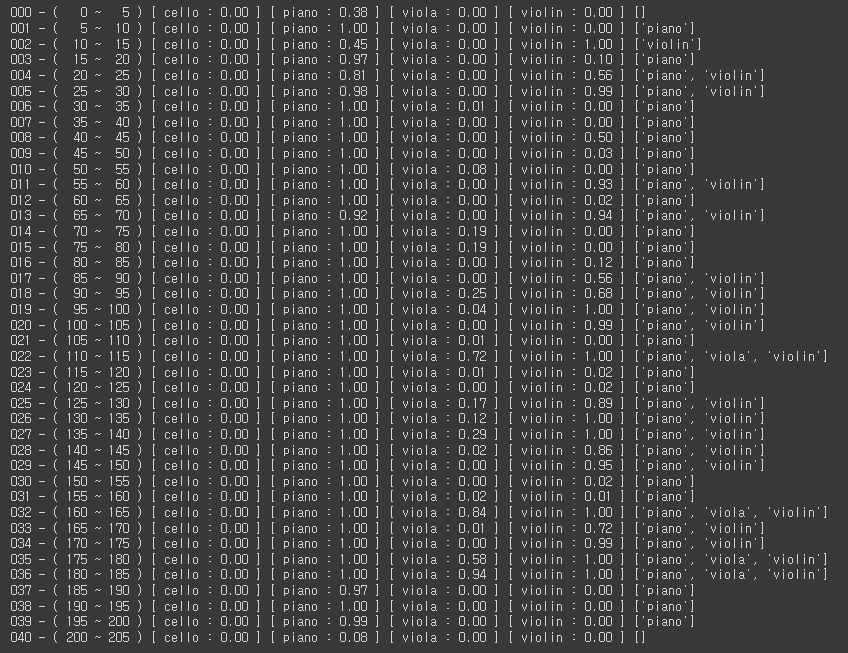 000 - (   0 ~   5 ) [ cello : 0.00 ] [ piano : 0.38 ] [ viola : 0.00 ] [ violin : 0.00 ] []
001 - (   5 ~  10 ) [ cello : 0.00 ] [ piano : 1.00 ] [ viola : 0.00 ] [ violin : 0.00 ] ['piano']
002 - (  10 ~  15 ) [ cello : 0.00 ] [ piano : 0.45 ] [ viola : 0.00 ] [ violin : 1.00 ] ['violin']
003 - (  15 ~  20 ) [ cello : 0.00 ] [ piano : 0.97 ] [ viola : 0.00 ] [ violin : 0.10 ] ['piano']
004 - (  20 ~  25 ) [ cello : 0.00 ] [ piano : 0.81 ] [ viola : 0.00 ] [ violin : 0.56 ] ['piano', 'violin']
005 - (  25 ~  30 ) [ cello : 0.00 ] [ piano : 0.98 ] [ viola : 0.00 ] [ violin : 0.99 ] ['piano', 'violin']
006 - (  30 ~  35 ) [ cello : 0.00 ] [ piano : 1.00 ] [ viola : 0.01 ] [ violin : 0.00 ] ['piano']
007 - (  35 ~  40 ) [ cello : 0.00 ] [ piano : 1.00 ] [ viola : 0.00 ] [ violin : 0.00 ] ['piano']
008 - (  40 ~  45 ) [ cello : 0.00 ] [ piano : 1.00 ] [ viola : 0.00 ] [ violin : 0.50 ] ['piano']
009 - (  45 ~  50 ) [ cello : 0.00 ] [ piano : 1.00 ] [ viola : 0.00 ] [ violin : 0.03 ] ['piano']
010 - (  50 ~  55 ) [ cello : 0.00 ] [ piano : 1.00 ] [ viola : 0.08 ] [ violin : 0.00 ] ['piano']
011 - (  55 ~  60 ) [ cello : 0.00 ] [ piano : 1.00 ] [ viola : 0.00 ] [ violin : 0.93 ] ['piano', 'violin']
012 - (  60 ~  65 ) [ cello : 0.00 ] [ piano : 1.00 ] [ viola : 0.00 ] [ violin : 0.02 ] ['piano']
013 - (  65 ~  70 ) [ cello : 0.00 ] [ piano : 0.92 ] [ viola : 0.00 ] [ violin : 0.94 ] ['piano', 'violin']
014 - (  70 ~  75 ) [ cello : 0.00 ] [ piano : 1.00 ] [ viola : 0.19 ] [ violin : 0.00 ] ['piano']
015 - (  75 ~  80 ) [ cello : 0.00 ] [ piano : 1.00 ] [ viola : 0.19 ] [ violin : 0.00 ] ['piano']
016 - (  80 ~  85 ) [ cello : 0.00 ] [ piano : 1.00 ] [ viola : 0.00 ] [ violin : 0.12 ] ['piano']
017 - (  85 ~  90 ) [ cello : 0.00 ] [ piano : 1.00 ] [ viola : 0.00 ] [ violin : 0.56 ] ['piano', 'violin']
018 - (  90 ~  95 ) [ cello : 0.00 ] [ piano : 1.00 ] [ viola : 0.25 ] [ violin : 0.68 ] ['piano', 'violin']
019 - (  95 ~ 100 ) [ cello : 0.00 ] [ piano : 1.00 ] [ viola : 0.04 ] [ violin : 1.00 ] ['piano', 'violin']
020 - ( 100 ~ 105 ) [ cello : 0.00 ] [ piano : 1.00 ] [ viola : 0.00 ] [ violin : 0.99 ] ['piano', 'violin']
021 - ( 105 ~ 110 ) [ cello : 0.00 ] [ piano : 1.00 ] [ viola : 0.01 ] [ violin : 0.00 ] ['piano']
022 - ( 110 ~ 115 ) [ cello : 0.00 ] [ piano : 1.00 ] [ viola : 0.72 ] [ violin : 1.00 ] ['piano', 'viola', 'violin']
023 - ( 115 ~ 120 ) [ cello : 0.00 ] [ piano : 1.00 ] [ viola : 0.01 ] [ violin : 0.02 ] ['piano']
024 - ( 120 ~ 125 ) [ cello : 0.00 ] [ piano : 1.00 ] [ viola : 0.00 ] [ violin : 0.02 ] ['piano']
025 - ( 125 ~ 130 ) [ cello : 0.00 ] [ piano : 1.00 ] [ viola : 0.17 ] [ violin : 0.89 ] ['piano', 'violin']
026 - ( 130 ~ 135 ) [ cello : 0.00 ] [ piano : 1.00 ] [ viola : 0.12 ] [ violin : 1.00 ] ['piano', 'violin']
027 - ( 135 ~ 140 ) [ cello : 0.00 ] [ piano : 1.00 ] [ viola : 0.29 ] [ violin : 1.00 ] ['piano', 'violin']
028 - ( 140 ~ 145 ) [ cello : 0.00 ] [ piano : 1.00 ] [ viola : 0.02 ] [ violin : 0.86 ] ['piano', 'violin']
029 - ( 145 ~ 150 ) [ cello : 0.00 ] [ piano : 1.00 ] [ viola : 0.00 ] [ violin : 0.95 ] ['piano', 'violin']
030 - ( 150 ~ 155 ) [ cello : 0.00 ] [ piano : 1.00 ] [ viola : 0.00 ] [ violin : 0.02 ] ['piano']
031 - ( 155 ~ 160 ) [ cello : 0.00 ] [ piano : 1.00 ] [ viola : 0.02 ] [ violin : 0.01 ] ['piano']
032 - ( 160 ~ 165 ) [ cello : 0.00 ] [ piano : 1.00 ] [ viola : 0.84 ] [ violin : 1.00 ] ['piano', 'viola', 'violin']
033 - ( 165 ~ 170 ) [ cello : 0.00 ] [ piano : 1.00 ] [ viola : 0.01 ] [ violin : 0.72 ] ['piano', 'violin']
034 - ( 170 ~ 175 ) [ cello : 0.00 ] [ piano : 1.00 ] [ viola : 0.00 ] [ violin : 0.99 ] ['piano', 'violin']
035 - ( 175 ~ 180 ) [ cello : 0.00 ] [ piano : 1.00 ] [ viola : 0.58 ] [ violin : 1.00 ] ['piano', 'viola', 'violin']
036 - ( 180 ~ 185 ) [ cello : 0.00 ] [ piano : 1.00 ] [ viola : 0.94 ] [ violin : 1.00 ] ['piano', 'viola', 'violin']
037 - ( 185 ~ 190 ) [ cello : 0.00 ] [ piano : 0.97 ] [ viola : 0.00 ] [ violin : 0.00 ] ['piano']
038 - ( 190 ~ 195 ) [ cello : 0.00 ] [ piano : 1.00 ] [ viola : 0.00 ] [ violin : 0.00 ] ['piano']
039 - ( 195 ~ 200 ) [ cello : 0.00 ] [ piano : 0.99 ] [ viola : 0.00 ] [ violin : 0.00 ] ['piano']
040 - ( 200 ~ 205 ) [ cello : 0.00 ] [ piano : 0.08 ] [ viola : 0.00 ] [ violin : 0.00 ] []